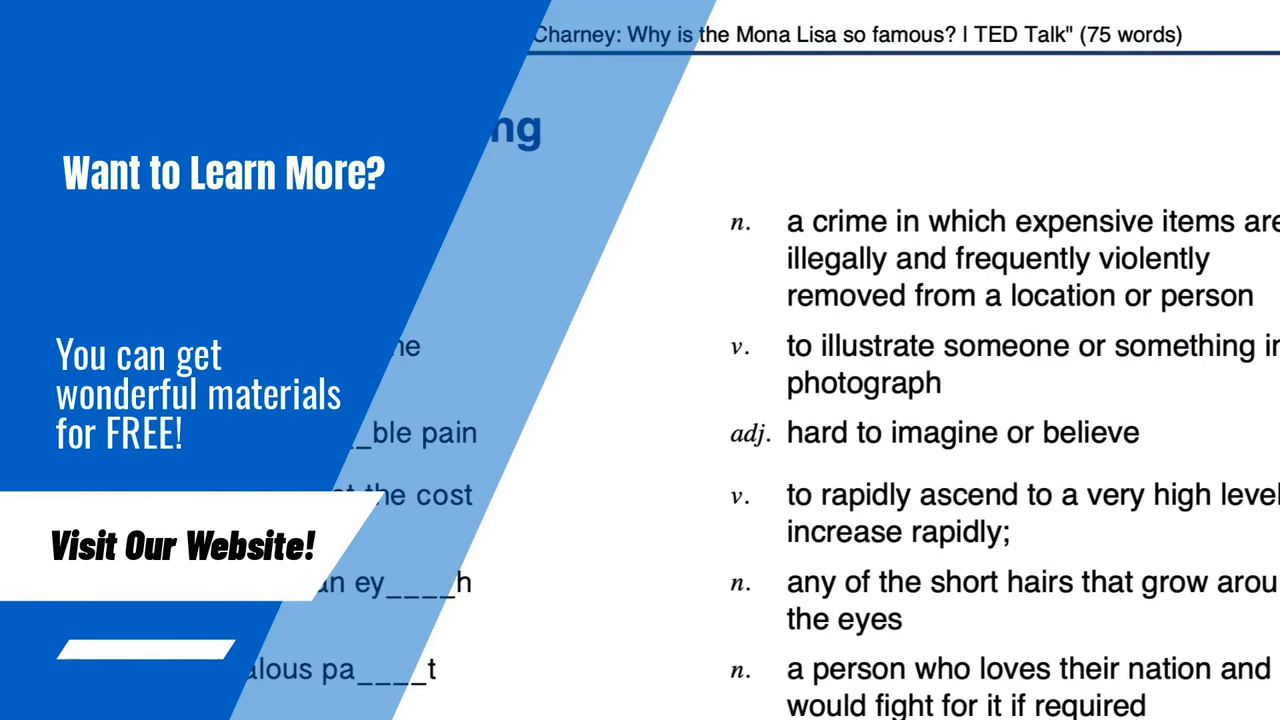 Charney: Why is the Mona Lisa so famous? | TED Talk" (75 words)
ng
Want to Learn More?
You can get
wonderful materials
for FREE!
Visit Our Website!
n. a crime in which expensive items are
illegally and frequently violently
removed from a location or person
he v. to illustrate someone or something in
photograph
_ble pain adj. hard to imagine or believe
the cost v. to rapidly ascend to a very high level
increase rapidly;
an ey____h n. any of the short hairs that grow arou
the eyes
alous pa____t n. a person who loves their nation and
would fight for it if required